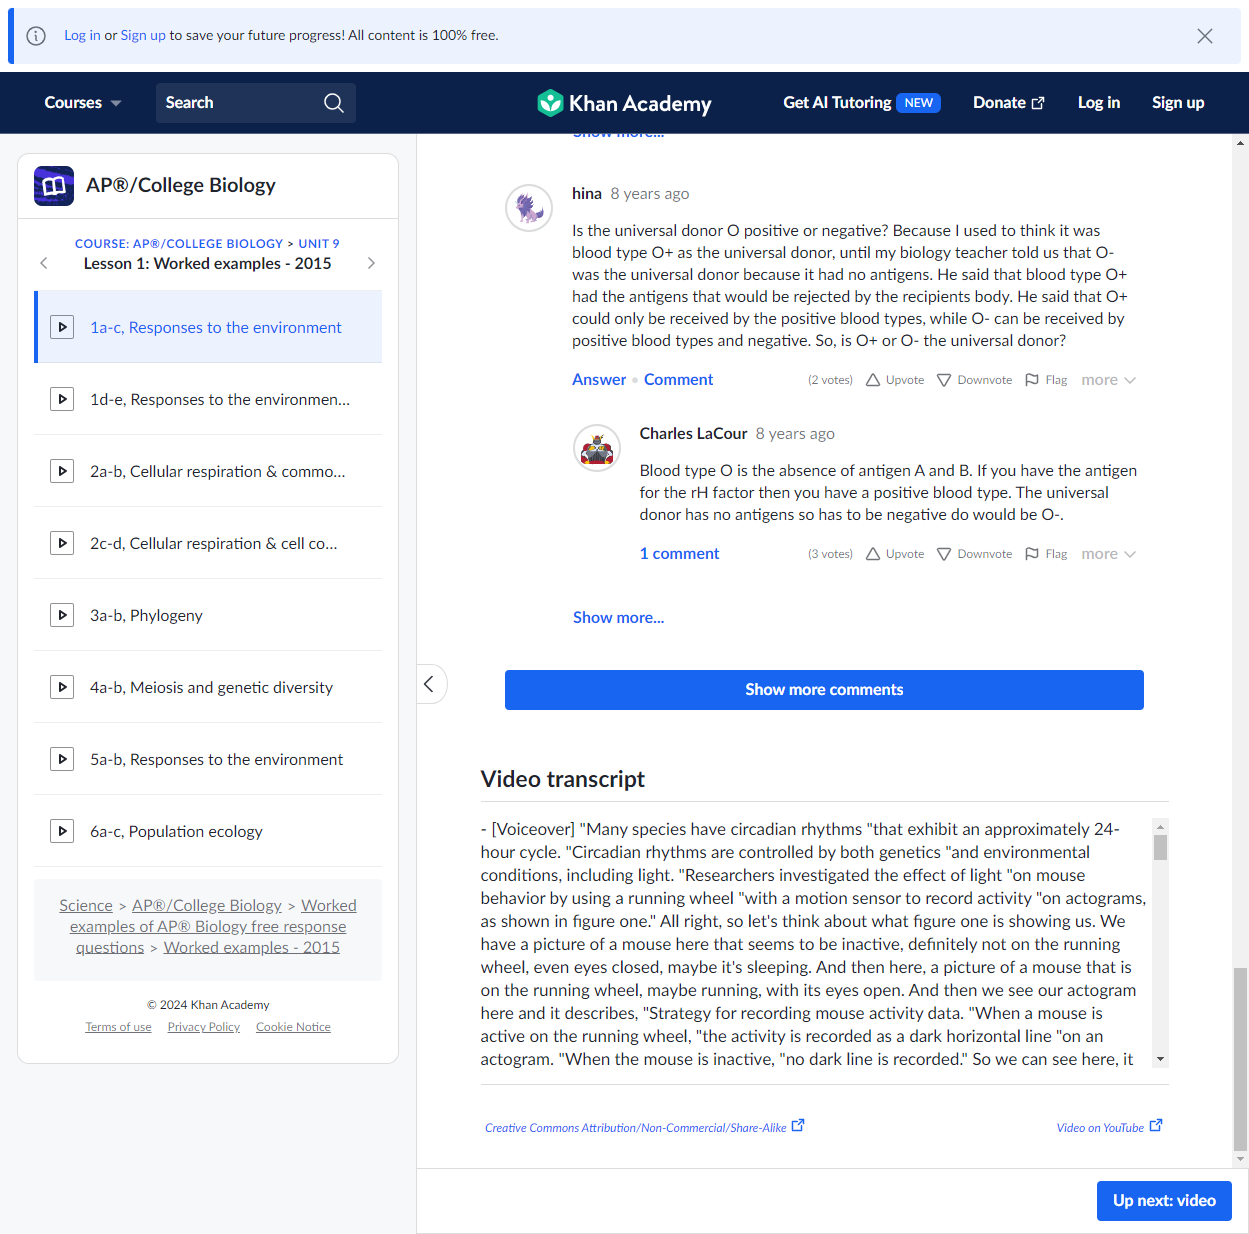 Log in or Sign up to save your future progress! All content is 100% free.
Courses
Search
Khan Academy
Get AI Tutoring NEW
Donate
Log in
Sign up
AP®/College Biology
COURSE: AP®/COLLEGE BIOLOGY > UNIT 9
Lesson 1: Worked examples - 2015
1a-c, Responses to the environment
1d-e, Responses to the environmen...
2a-b, Cellular respiration & commo...
2c-d, Cellular respiration & cell co...
3a-b, Phylogeny
4a-b, Meiosis and genetic diversity
5a-b, Responses to the environment
6a-c, Population ecology
Science > AP®/College Biology > Worked
examples of AP® Biology free response
questions > Worked examples - 2015
© 2024 Khan Academy
Terms of use Privacy Policy Cookie Notice
Show more...
hina 8 years ago
Is the universal donor O positive or negative? Because I used to think it was
blood type O+ as the universal donor, until my biology teacher told us that O-
was the universal donor because it had no antigens. He said that blood type O+
had the antigens that would be rejected by the recipients body. He said that O+
could only be received by the positive blood types, while O- can be received by
positive blood types and negative. So, is O+ or O- the universal donor?
Answer • Comment (2 votes) Upvote Downvote Flag more
Charles LaCour 8 years ago
Blood type O is the absence of antigen A and B. If you have the antigen
for the rH factor then you have a positive blood type. The universal
donor has no antigens so has to be negative do would be O-.
1 comment (3 votes) Upvote Downvote Flag more
Show more...
Show more comments
Video transcript
- [Voiceover] "Many species have circadian rhythms "that exhibit an approximately 24-
hour cycle. "Circadian rhythms are controlled by both genetics "and environmental
conditions, including light. "Researchers investigated the effect of light "on mouse
behavior by using a running wheel "with a motion sensor to record activity "on actograms,
as shown in figure one." All right, so let's think about what figure one is showing us. We
have a picture of a mouse here that seems to be inactive, definitely not on the running
wheel, even eyes closed, maybe it's sleeping. And then here, a picture of a mouse that is
on the running wheel, maybe running, with its eyes open. And then we see our actogram
here and it describes, "Strategy for recording mouse activity data. "When a mouse is
active on the running wheel, "the activity is recorded as a dark horizontal line "on an
actogram. "When the mouse is inactive, "no dark line is recorded." So we can see here, it
Creative Commons Attribution/Non-Commercial/Share-Alike
Video on YouTube
Up next: video